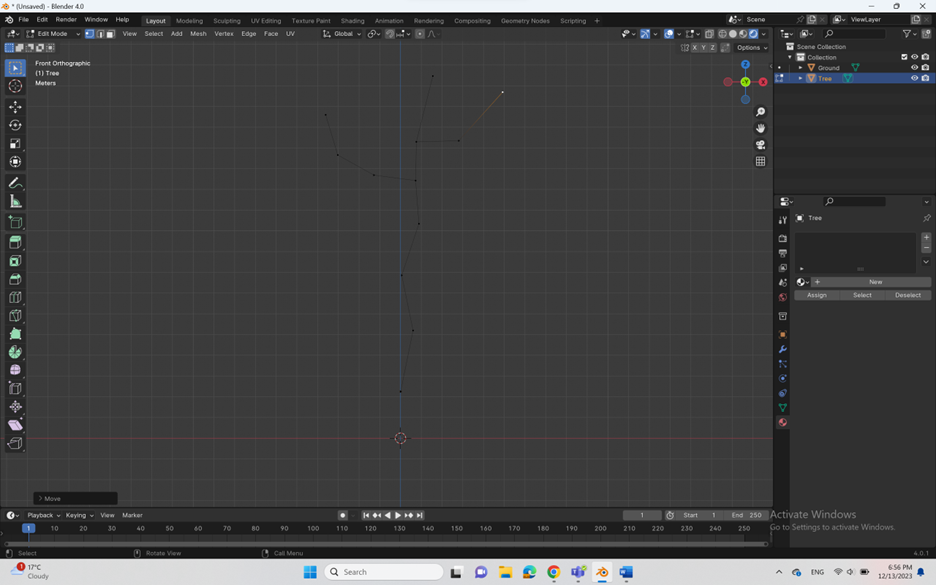 * (Unsaved) - Blender 4.0
File Edit Render Window Help Layout Modeling Sculpting UV Editing Texture Paint Shading Animation Rendering Compositing Geometry Nodes Scripting + Scene ViewLayer
Edit Mode View Select Add Mesh Vertex Edge Face UV Global
X Y Z Options
Front Orthographic
(1) Tree
Meters
Z
-Y X
Scene Collection
Collection
Ground
Tree
Tree
New
Assign Select Deselect
Move
Playback Keying View Marker 1 Start 1 End 250
1 10 20 30 40 50 60 70 80 90 100 110 120 130 140 150 160 170 180 190 200 210 220 230 240 250
Activate Windows
Go to Settings to activate Windows.
Select Rotate View Call Menu 4.0.1
1 17°C
Cloudy
Search
ENG
6:56 PM
12/13/2023